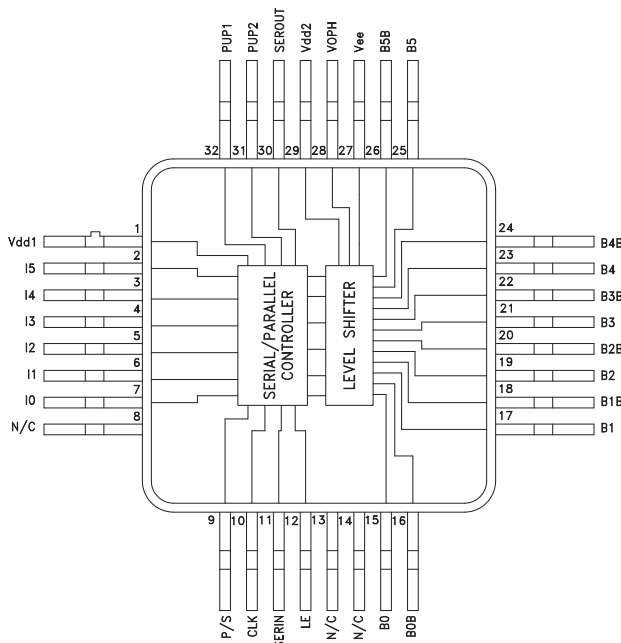 PUP1
PUP2
SEROUT
Vdd2
VOPH
Vee
B5B
B5
32
31
30
29
28
27
26
25
Vdd1
1
I5
2
I4
3
I3
4
I2
5
I1
6
I0
7
N/C
8
SERIAL/PARALLEL
CONTROLLER
LEVEL SHIFTER
24
B4B
23
B4
22
B3B
21
B3
20
B2B
19
B2
18
B1B
17
B1
9
10
11
12
13
14
15
16
P/S
CLK
SERIN
LE
N/C
N/C
B0
B0B